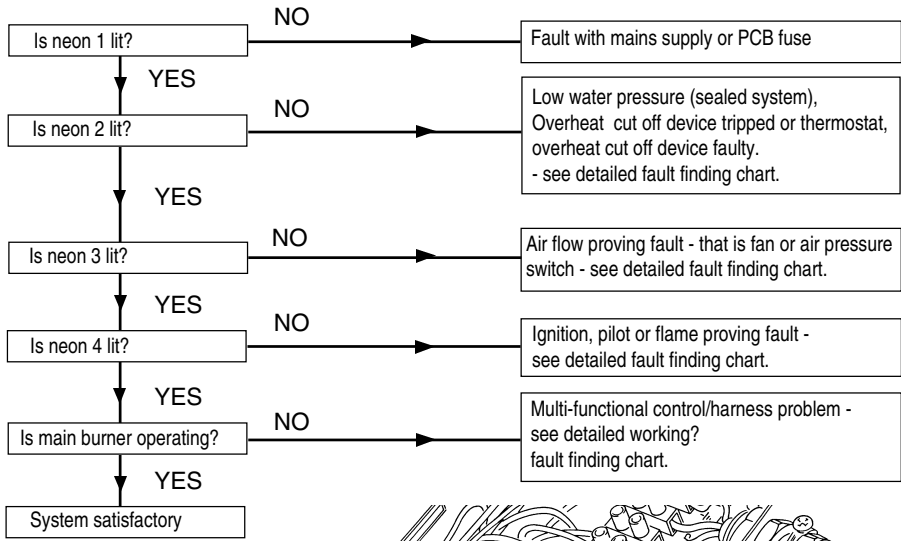 NO
Is neon 1 lit?
Fault with mains supply or PCB fuse
YES
NO
Is neon 2 lit?
Low water pressure (sealed system),
Overheat cut off device tripped or thermostat,
overheat cut off device faulty.
- see detailed fault finding chart.
YES
NO
Is neon 3 lit?
Air flow proving fault - that is fan or air pressure
switch - see detailed fault finding chart.
YES
NO
Is neon 4 lit?
Ignition, pilot or flame proving fault -
see detailed fault finding chart.
YES
NO
Is main burner operating?
Multi-functional control/harness problem -
see detailed working?
fault finding chart.
YES
System satisfactory